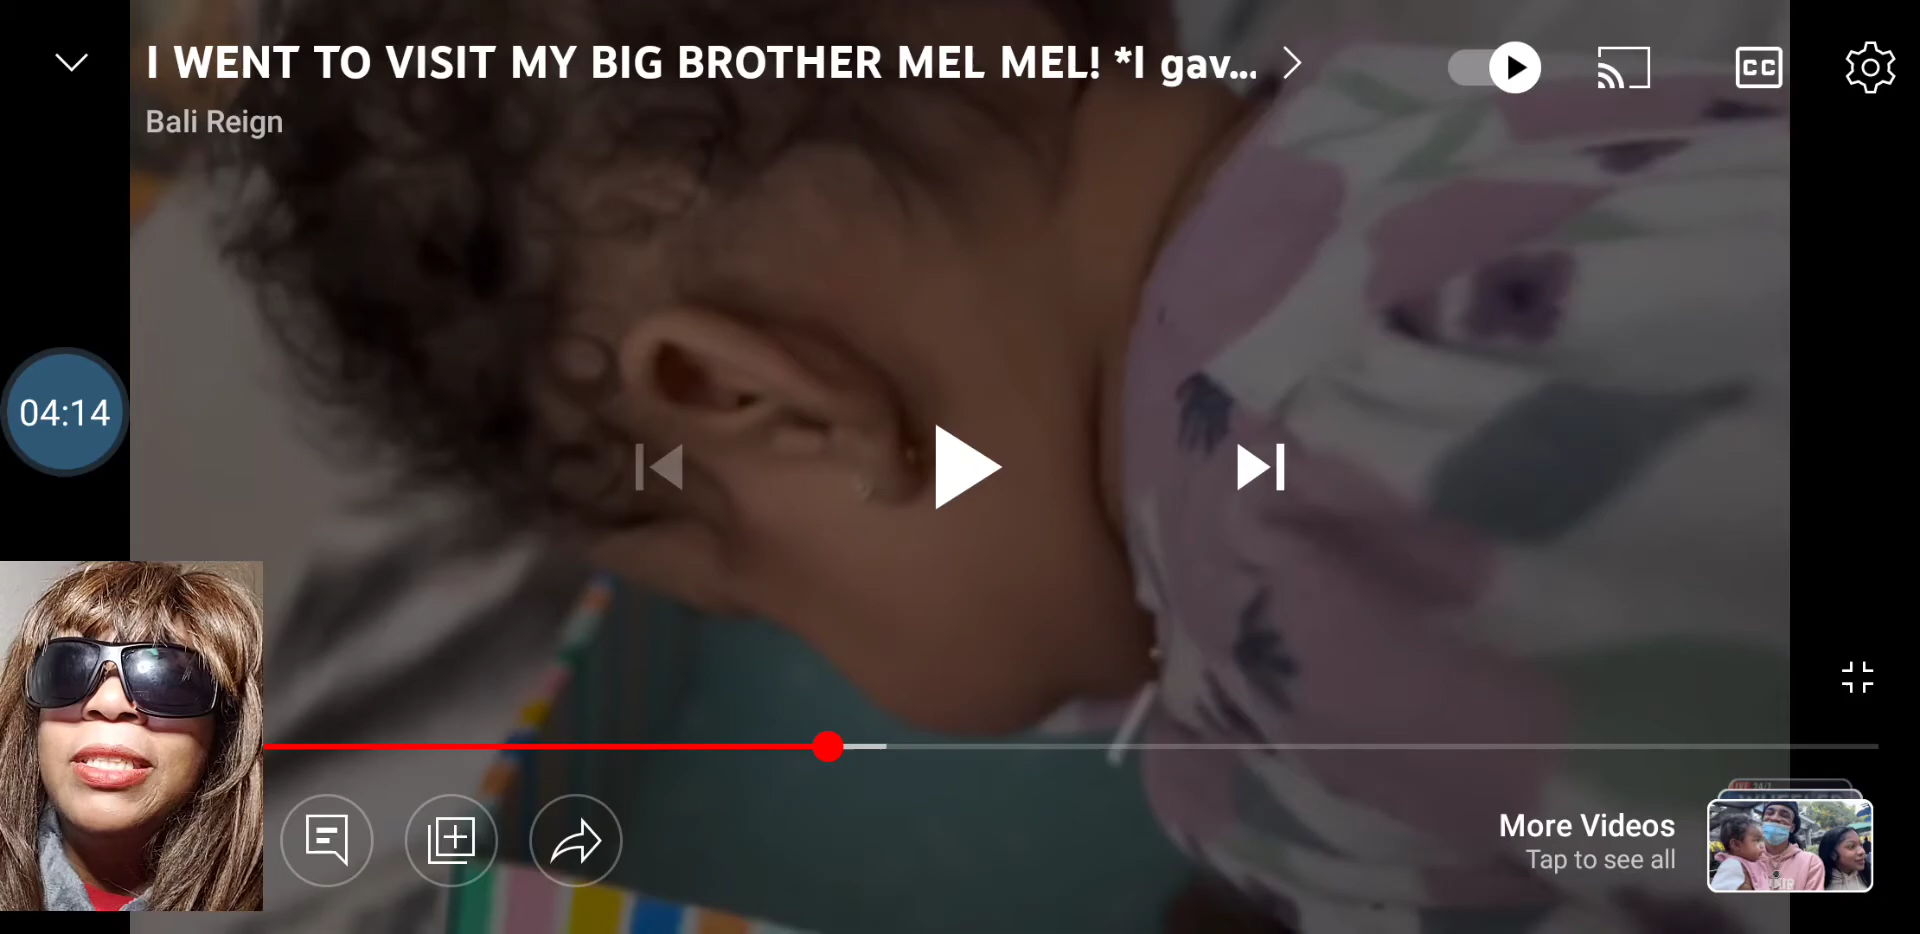 I WENT TO VISIT MY BIG BROTHER MEL MEL! *I gav...
Bali Reign
CC
04:14
More Videos
Tap to see all